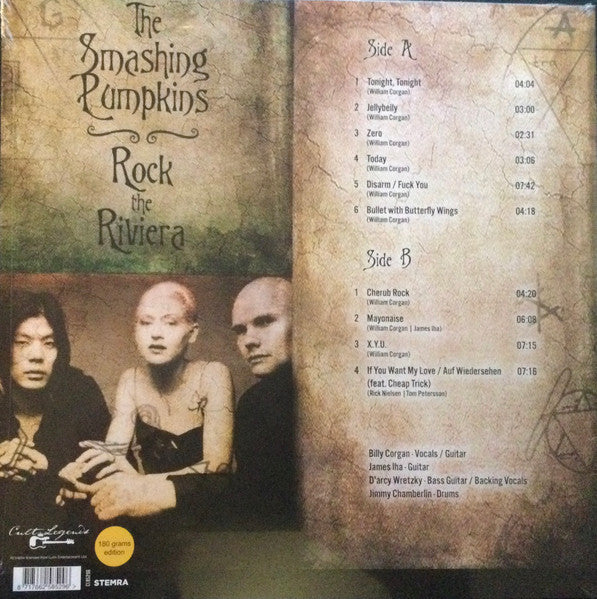 The
Smashing
Pumpkins
Rock
the
Riviera
Side A
1 Tonight, Tonight 04:04
(William Corgan)
2 Jellybelly 03:00
(William Corgan)
3 Zero 02:31
(William Corgan)
4 Today 03:06
(William Corgan)
5 Disarm / Fuck You 07:42
(William Corgan)
6 Bullet with Butterfly Wings 04:18
(William Corgan)
Side B
1 Cherub Rock 04:20
(William Corgan)
2 Mayonaise 06:08
(William Corgan | James Iha)
3 X.Y.U. 07:15
(William Corgan)
4 If You Want My Love / Auf Wiedersehen 07:16
(feat. Cheap Trick)
(Rick Nielsen | Tom Petersson)
Billy Corgan · Vocals / Guitar
James Iha · Guitar
D'arcy Wretzky · Bass Guitar / Backing Vocals
Jimmy Chamberlin · Drums
G
A
Cult Legends
180 grams
edition
STEMRA